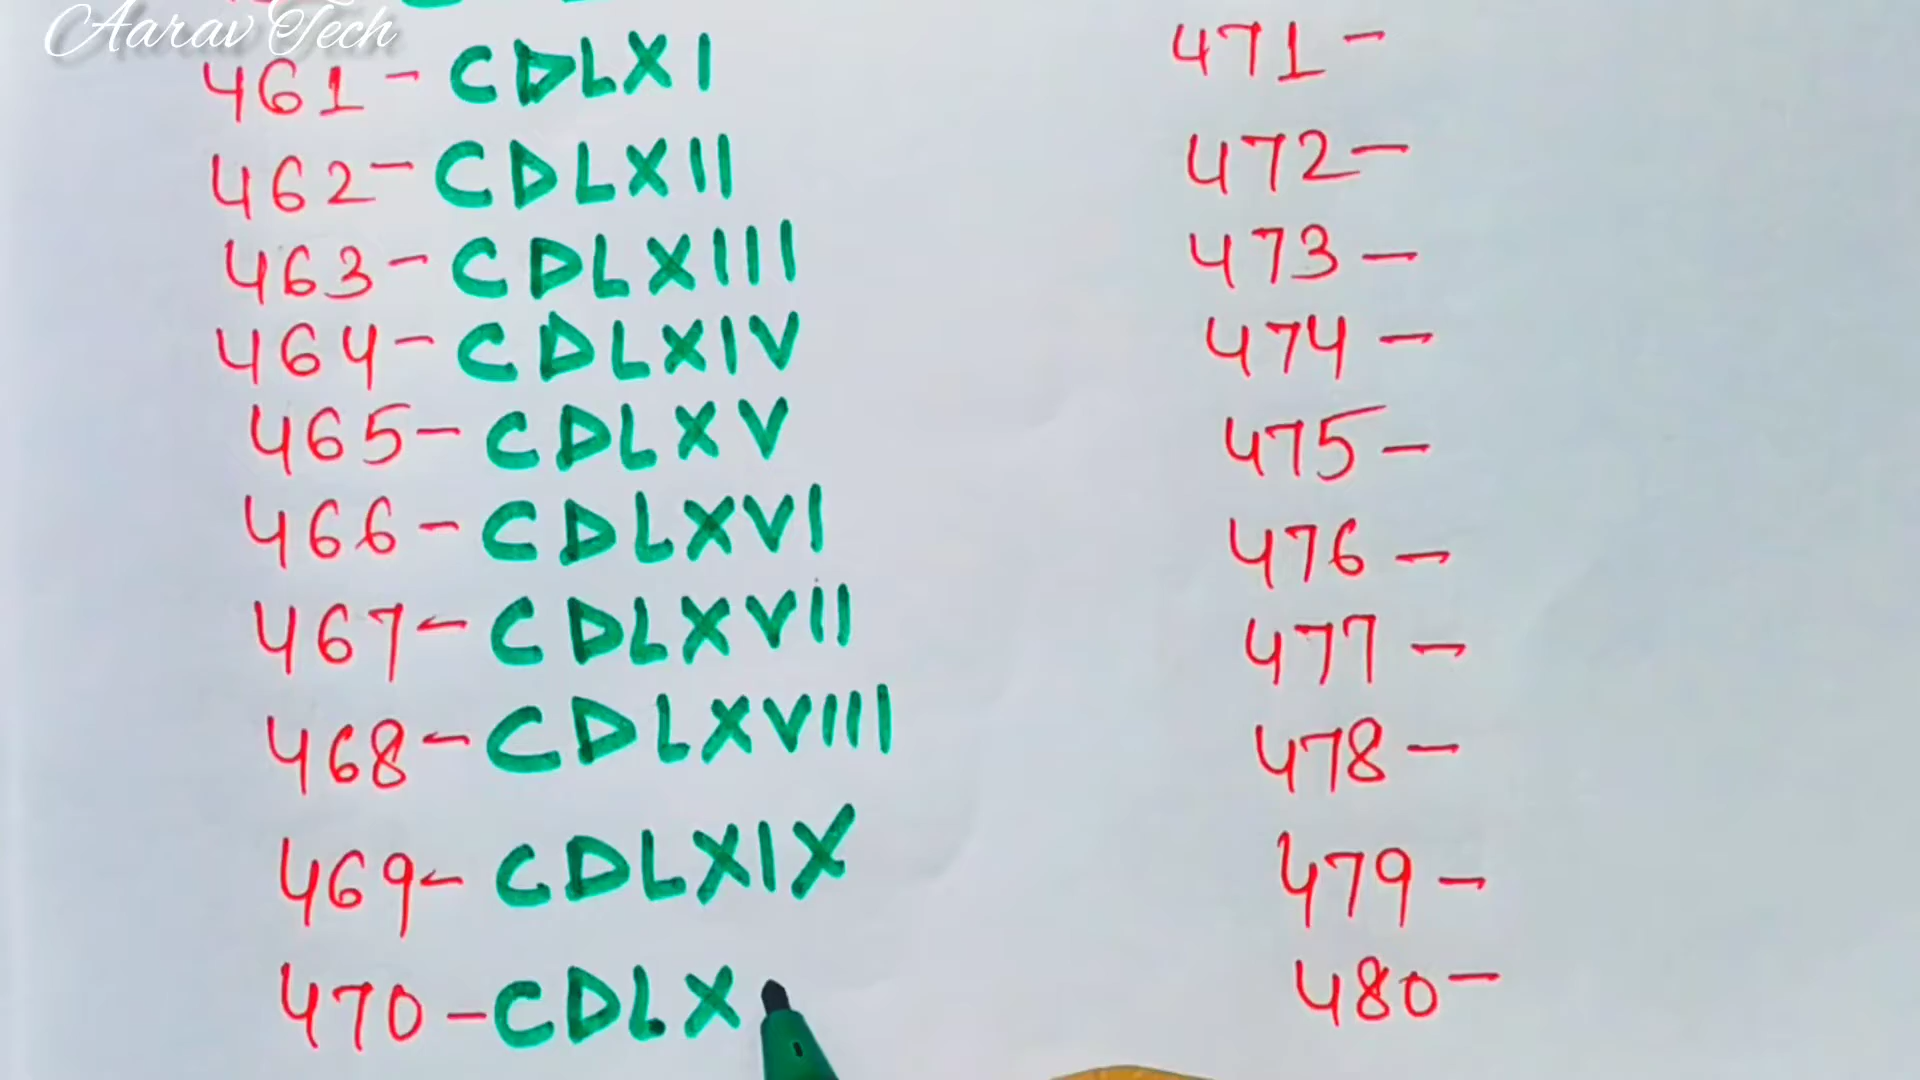 Aarav Tech
461 - CDLXI
462 - CDLXII
463 - CDLXIII
464 - CDLXIV
465 - CDLXV
466 - CDLXVI
467 - CDLXVII
468 - CDLXVIII
469 - CDLXIX
470 - CDLX
471 -
472 -
473 -
474 -
475 -
476 -
477 -
478 -
479 -
480 -